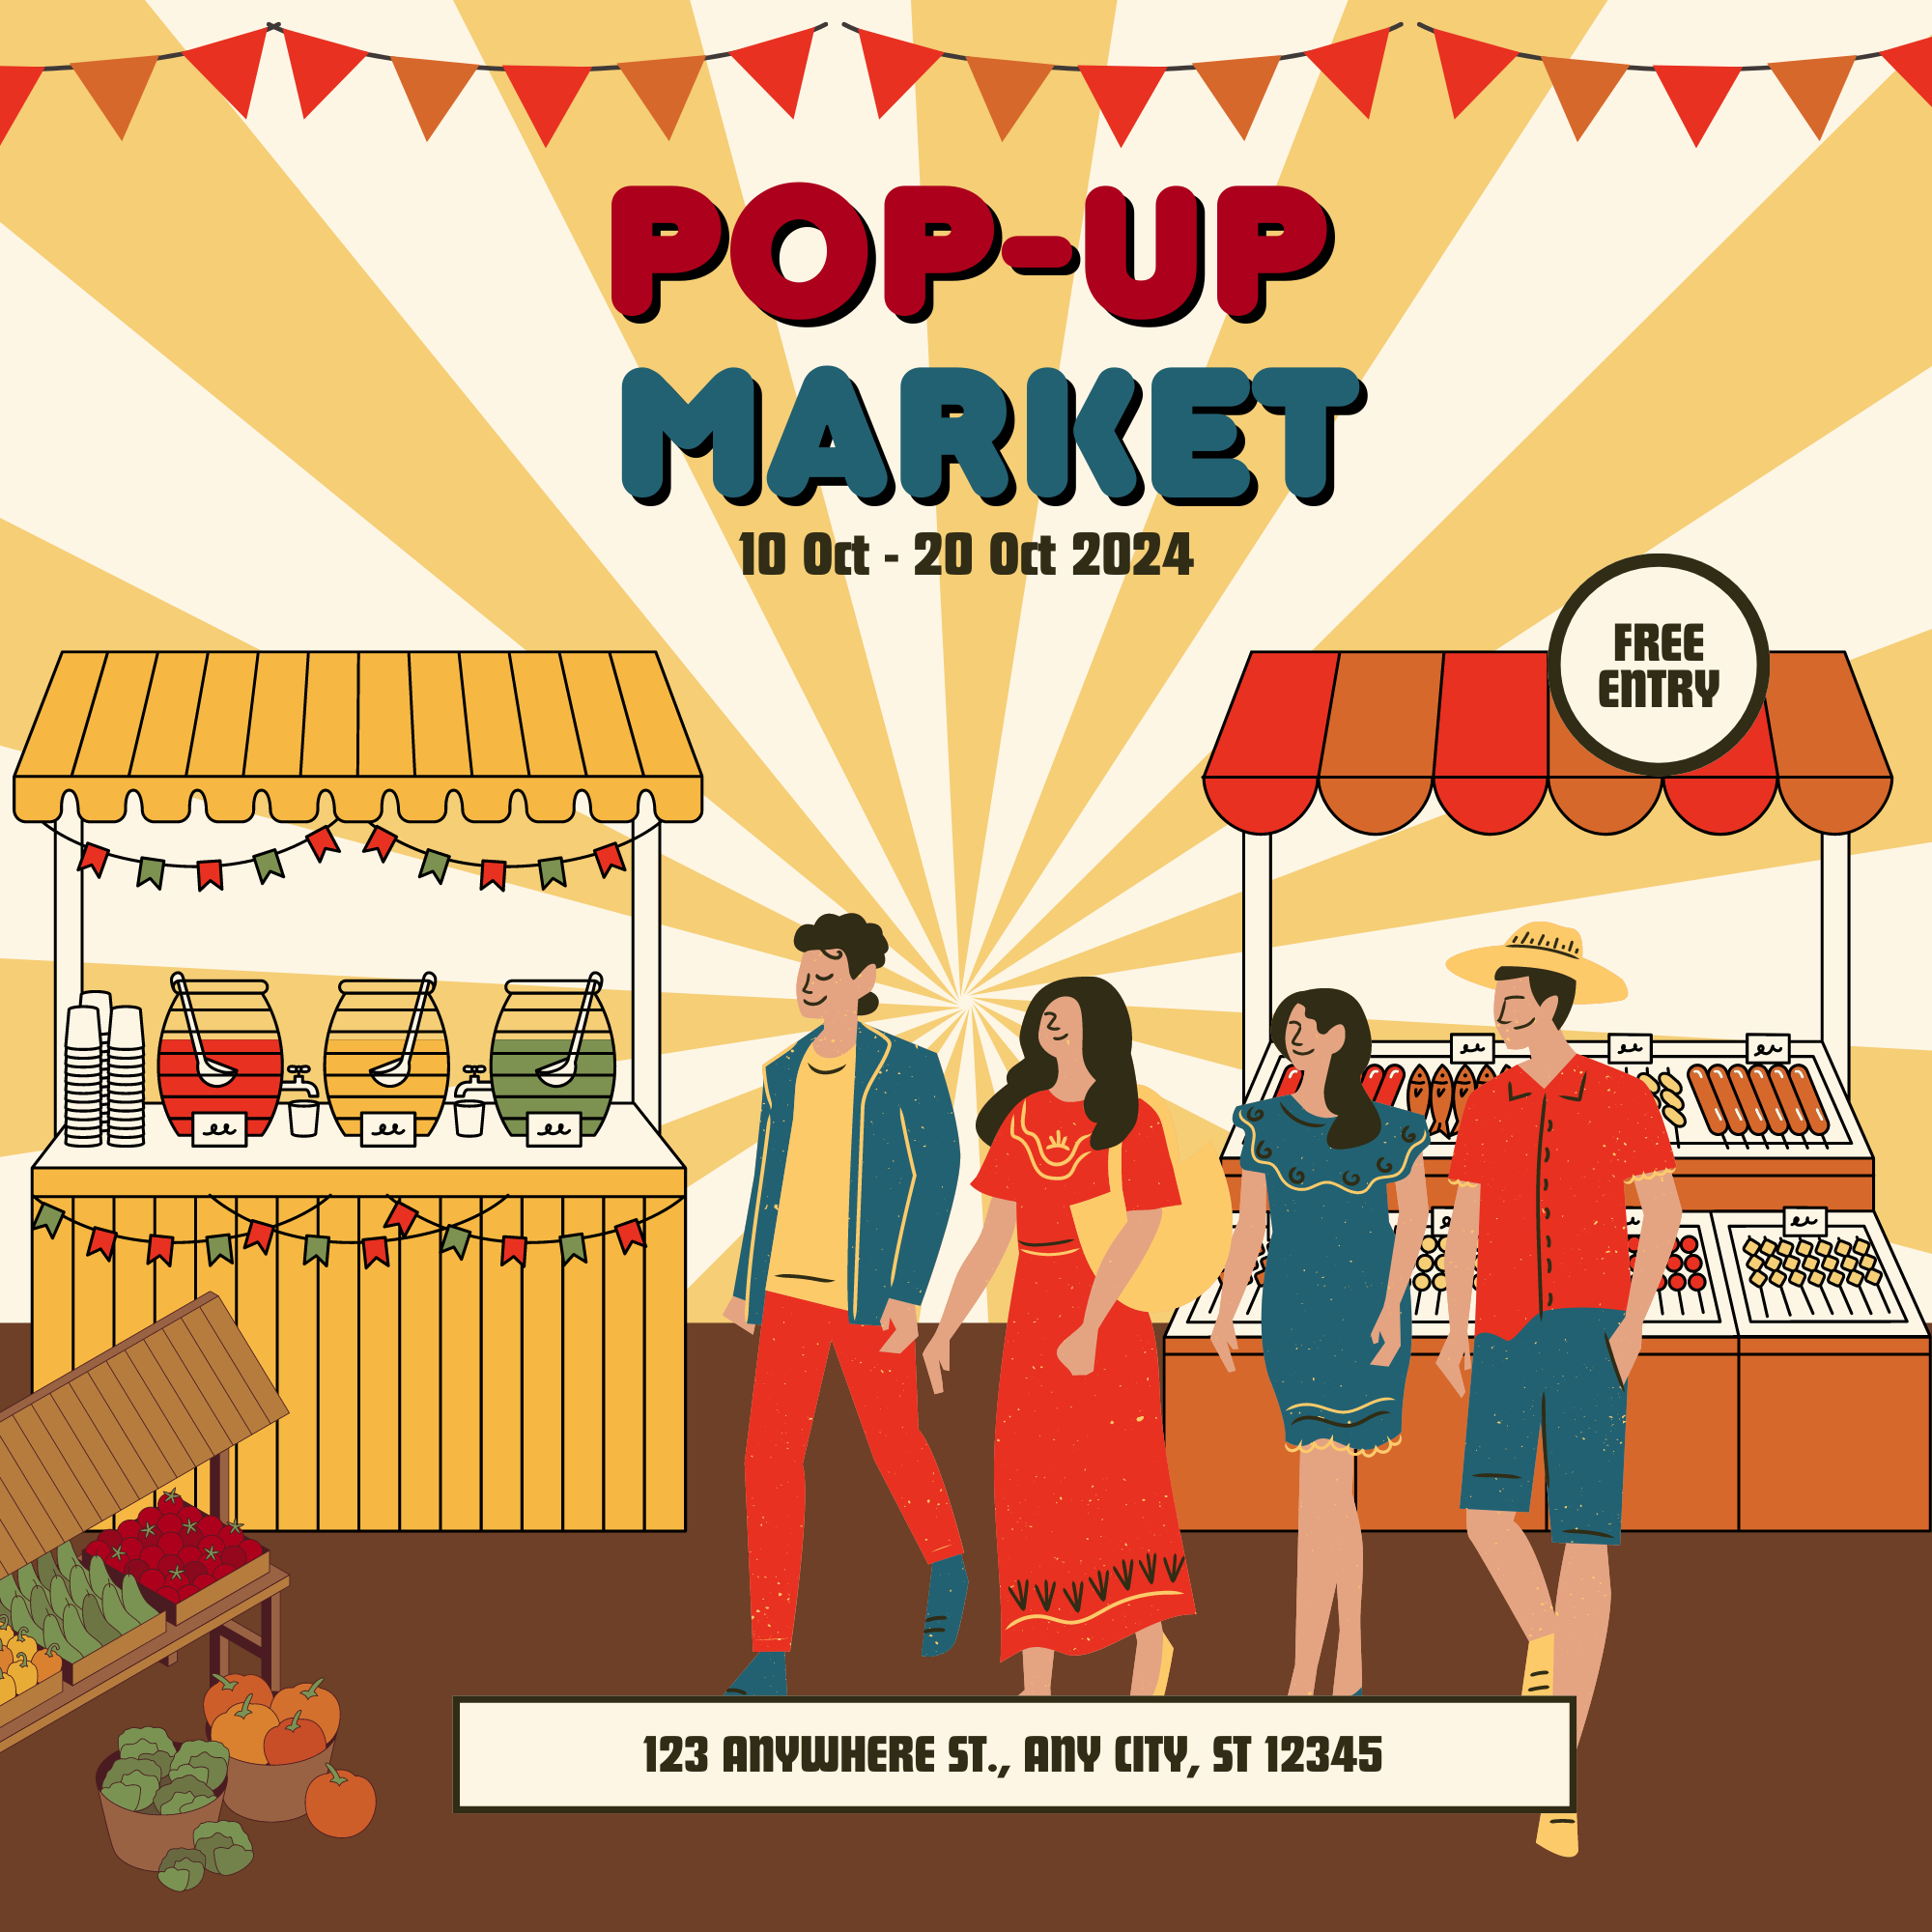 POP-UP
MARKET
10 Oct - 20 Oct 2024
FREE
ENTRY
123 ANYWHERE ST., ANY CITY, ST 12345